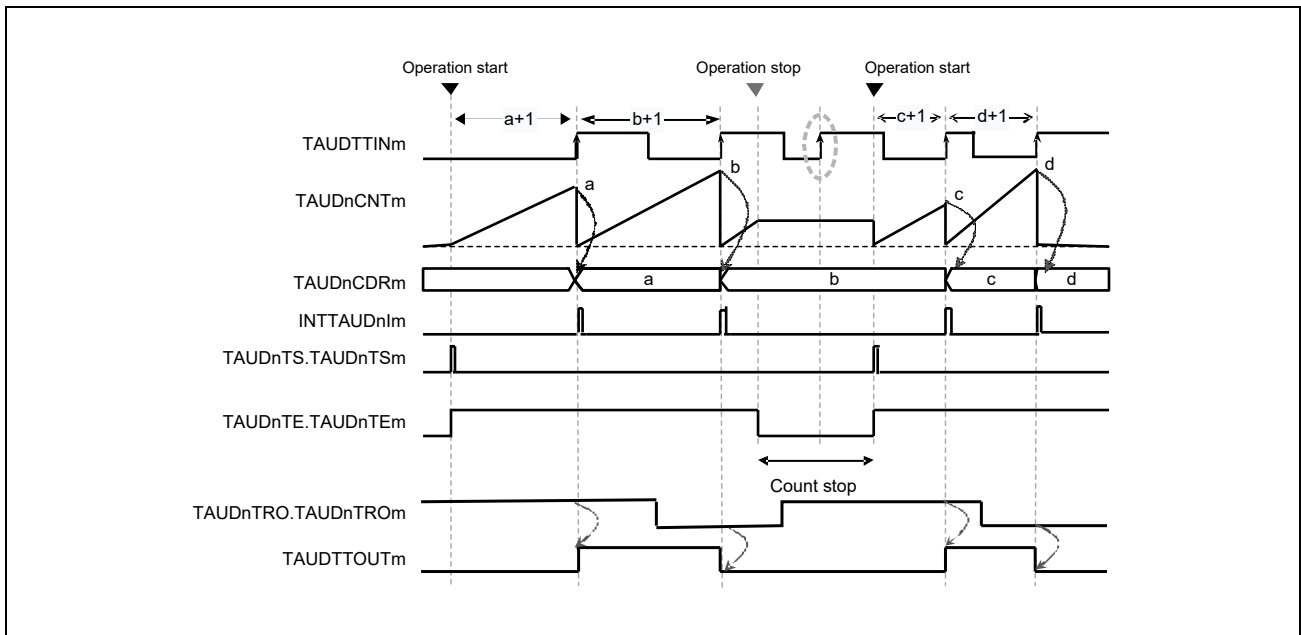 Operation start
Operation stop
Operation start
a+1
b+1
c+1
d+1
TAUDTTINm
TAUDnCNTm
a
b
c
d
TAUDnCDRm
a
b
c
d
INTTAUDnIm
TAUDnTS.TAUDnTSm
TAUDnTE.TAUDnTEm
Count stop
TAUDnTRO.TAUDnTROm
TAUDTTOUTm